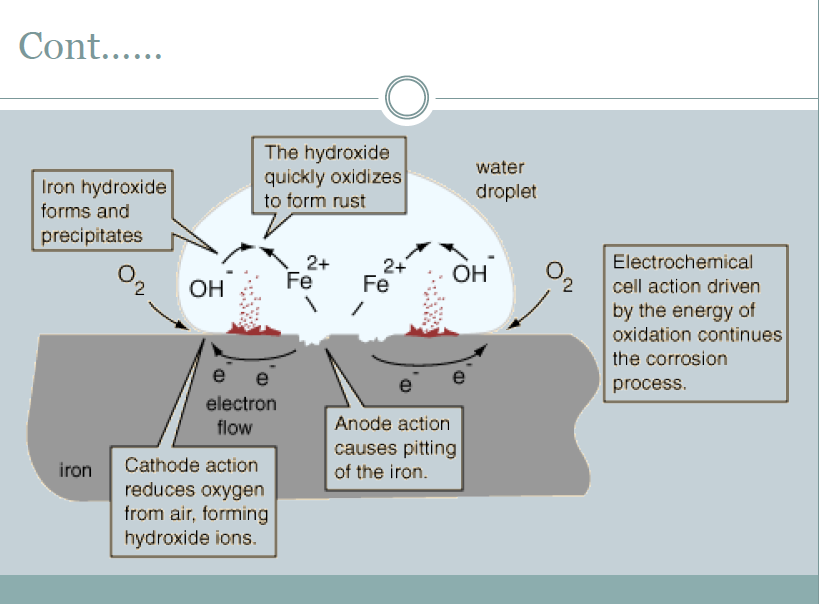 Cont......
The hydroxide
quickly oxidizes
to form rust
water
droplet
Iron hydroxide
forms and
precipitates
O2
OH-
Fe2+
Fe2+
OH-
O2
Electrochemical
cell action driven
by the energy of
oxidation continues
the corrosion
process.
e- e-
electron
flow
e- e-
Anode action
causes pitting
of the iron.
iron
Cathode action
reduces oxygen
from air, forming
hydroxide ions.